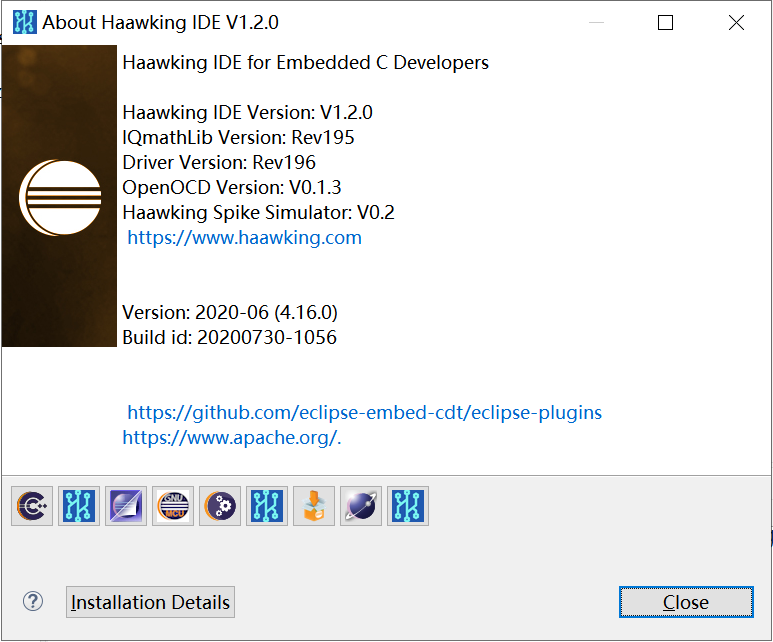 About Haawking IDE V1.2.0
Haawking IDE for Embedded C Developers
Haawking IDE Version: V1.2.0
IQmathLib Version: Rev195
Driver Version: Rev196
OpenOCD Version: V0.1.3
Haawking Spike Simulator: V0.2
https://www.haawking.com
Version: 2020-06 (4.16.0)
Build id: 20200730-1056
https://github.com/eclipse-embed-cdt/eclipse-plugins
https://www.apache.org/.
GNU
MCU
Installation Details
Close